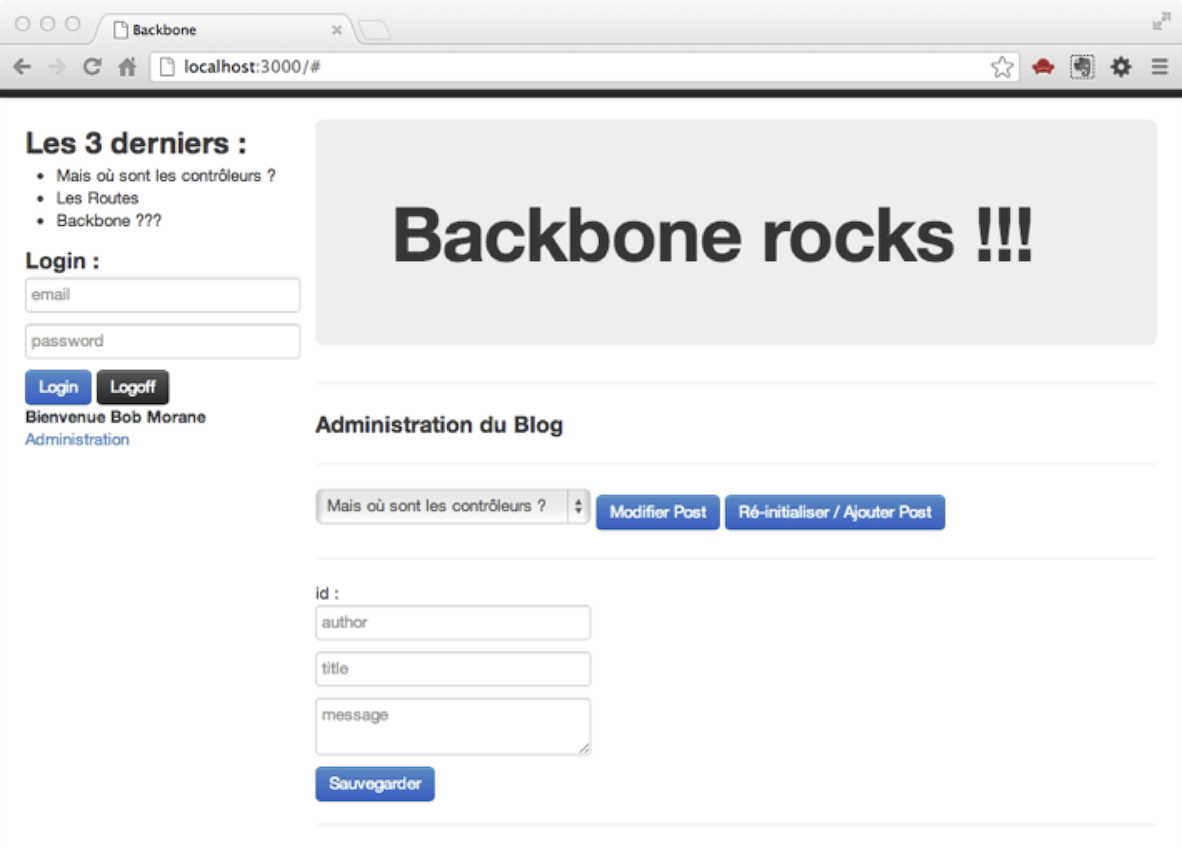 Backbone
localhost:3000/#
Les 3 derniers :
Mais où sont les contrôleurs ?
Les Routes
Backbone ???
Login :
email
password
Login Logoff
Bienvenue Bob Morane
Administration
Backbone rocks !!!
Administration du Blog
Mais où sont les contrôleurs ? Modifier Post Ré-initialiser / Ajouter Post
id :
author
title
message
Sauvegarder